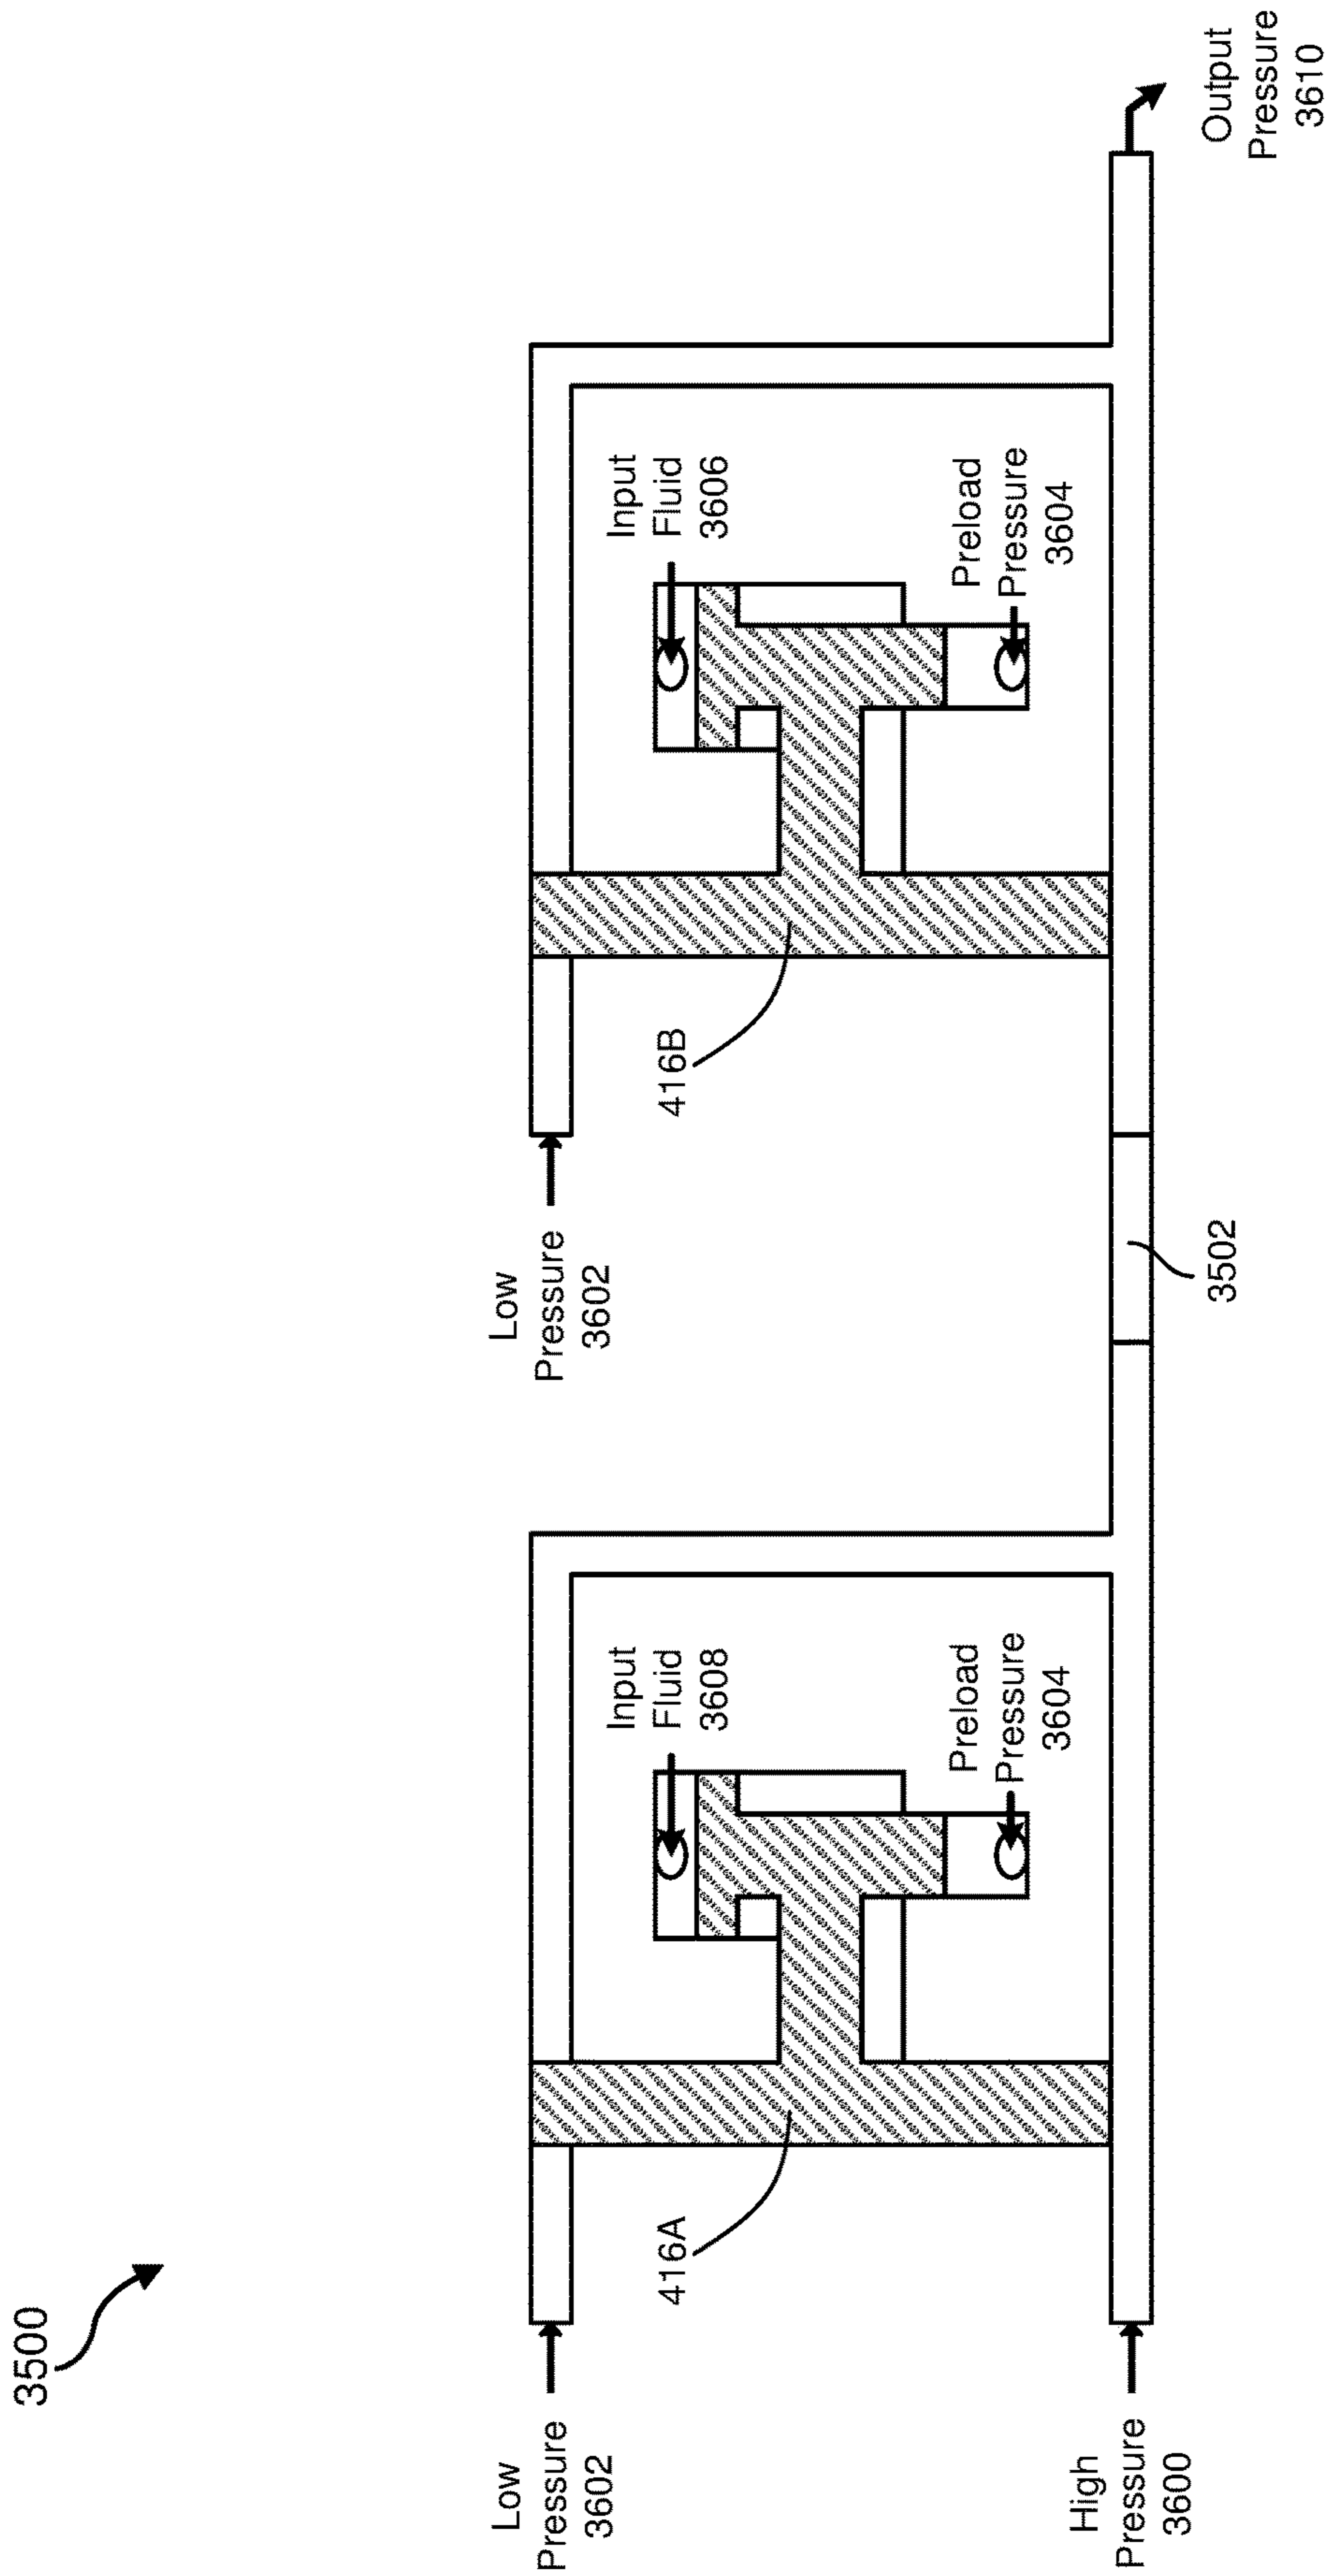 3500
Low
Pressure
3602
High
Pressure
3600
416A
Input
Fluid
3608
Preload
Pressure
3604
Low
Pressure
3602
3502
416B
Input
Fluid
3606
Preload
Pressure
3604
Output
Pressure
3610